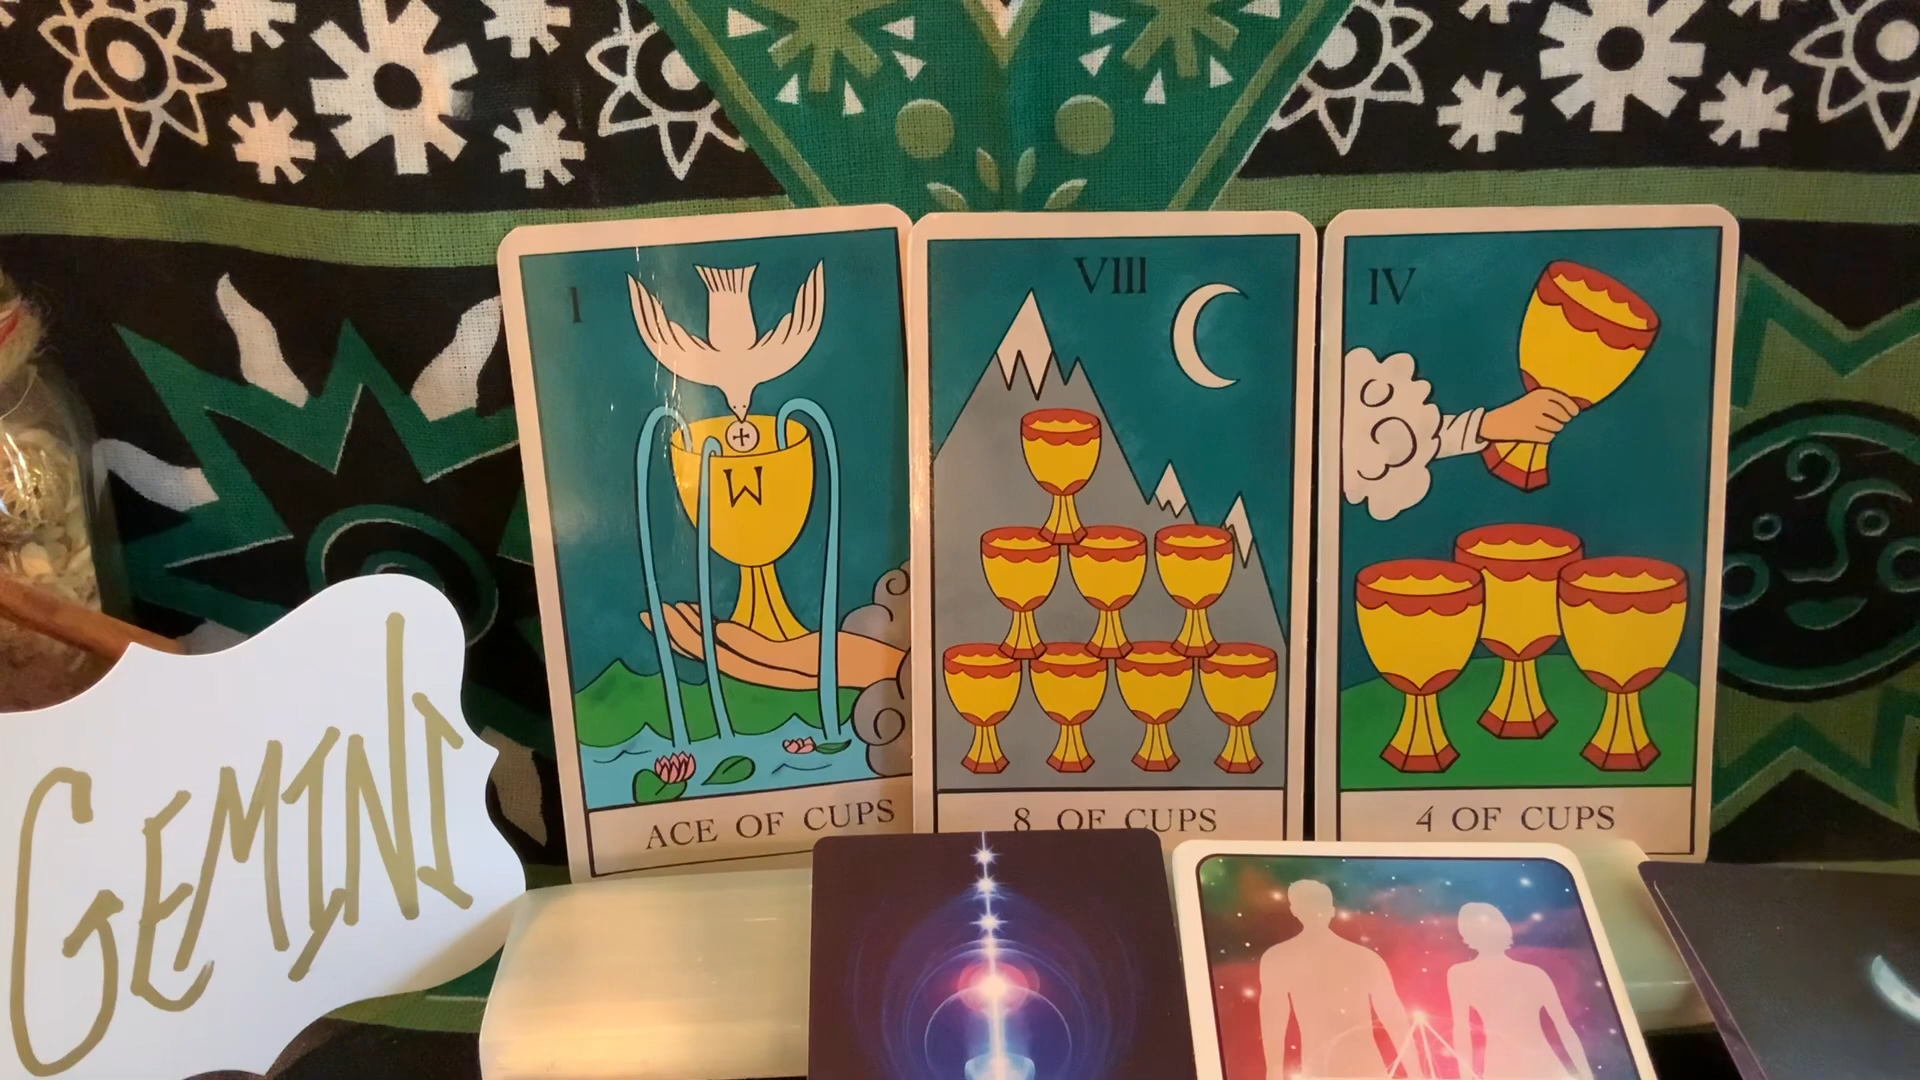 GEMINI
I
W
ACE OF CUPS
VIII
8 OF CUPS
IV
4 OF CUPS